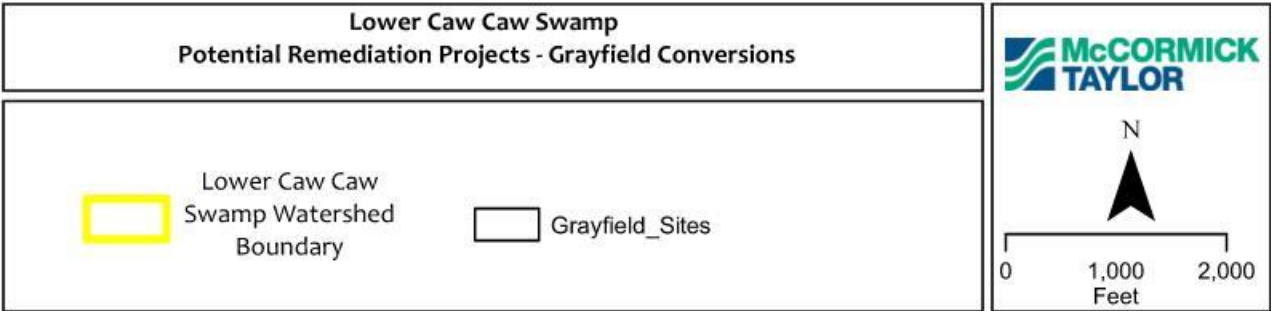 Lower Caw Caw Swamp
Potential Remediation Projects - Grayfield Conversions
Lower Caw Caw
Swamp Watershed
Boundary
Grayfield_Sites
McCORMICK
TAYLOR
N
0 1,000 2,000
Feet